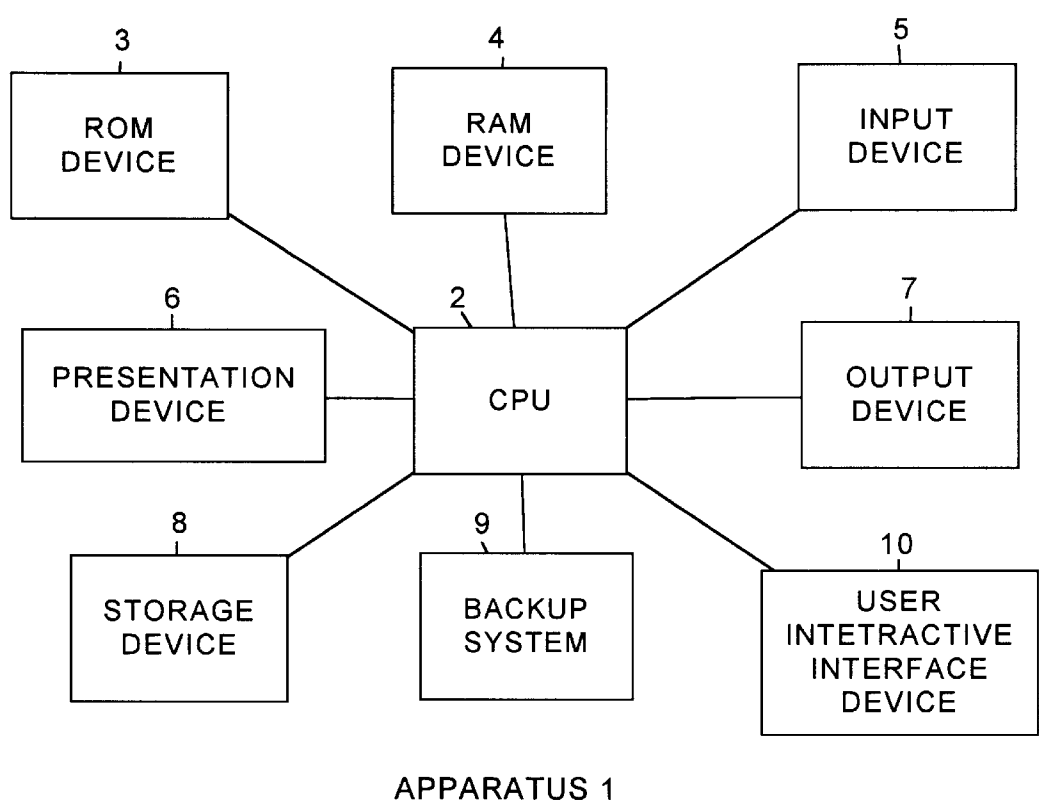 3
ROM
DEVICE
4
RAM
DEVICE
5
INPUT
DEVICE
6
PRESENTATION
DEVICE
2
CPU
7
OUTPUT
DEVICE
8
STORAGE
DEVICE
9
BACKUP
SYSTEM
10
USER
INTETRACTIVE
INTERFACE
DEVICE
APPARATUS 1